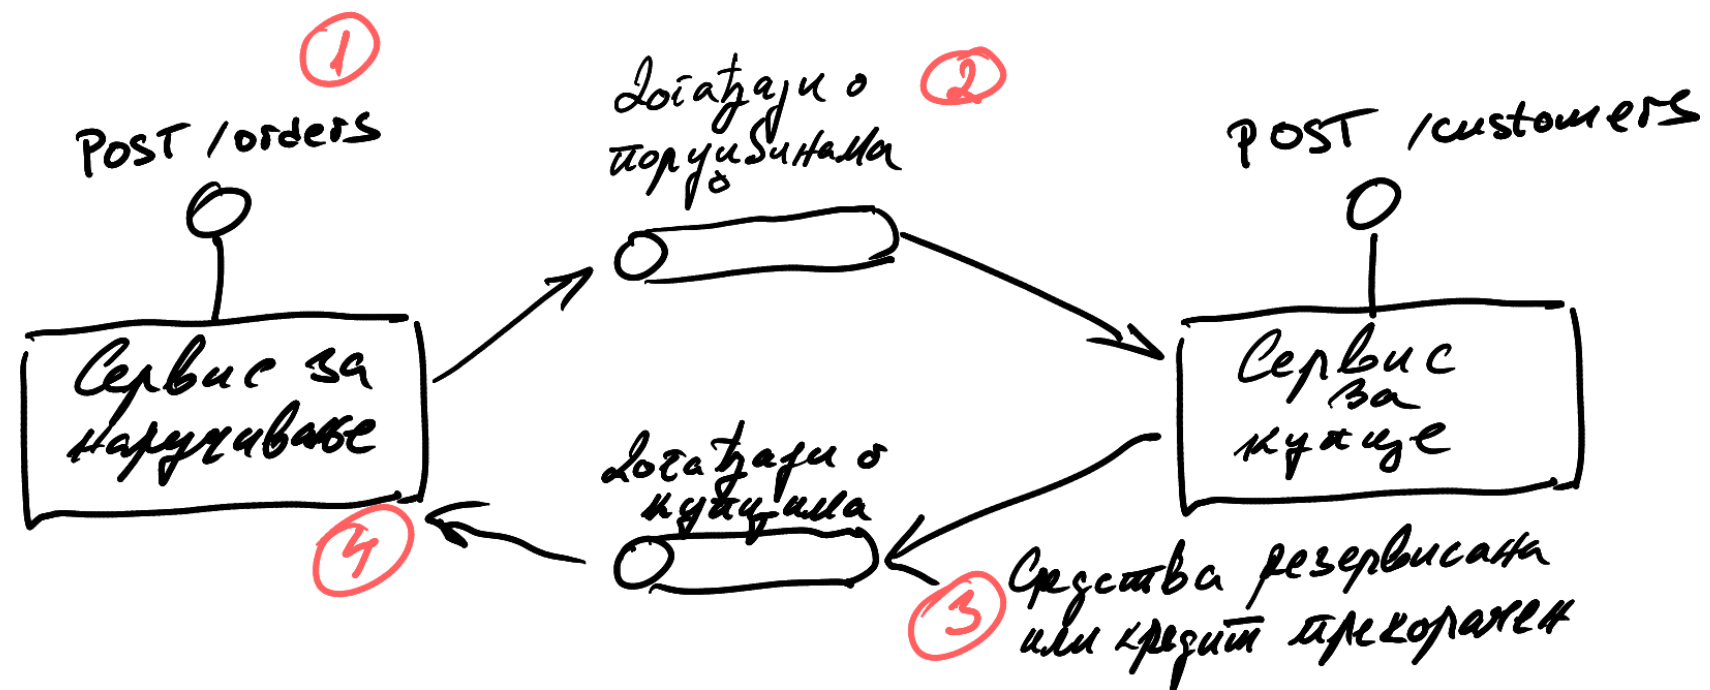 1
POST /orders
Догађаји о
поруџбинама
2
POST /customers
Сервис за
наручивање
Сервис
за
купце
Догађаји о
купцима
4
3
Средства резервисана
или кредит прекорачен